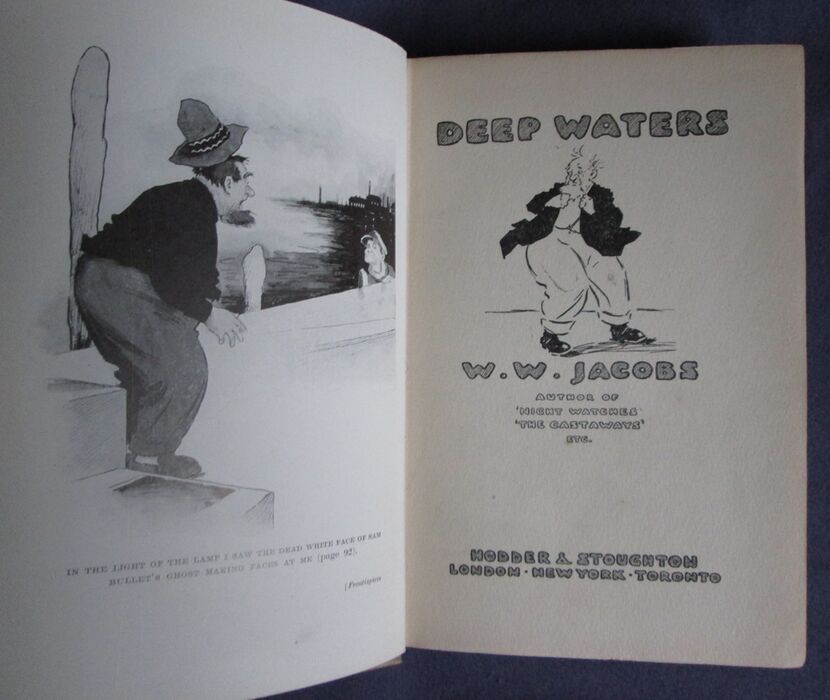 IN THE LIGHT OF THE LAMP I SAW THE DEAD WHITE FACE OF SAM
BULLET'S GHOST MAKING FACES AT ME (page 92).
[Frontispiece
DEEP WATERS
W. W. JACOBS
AUTHOR OF
'NIGHT WATCHES'
'THE CASTAWAYS'
ETC.
HODDER & STOUGHTON
LONDON · NEW YORK · TORONTO